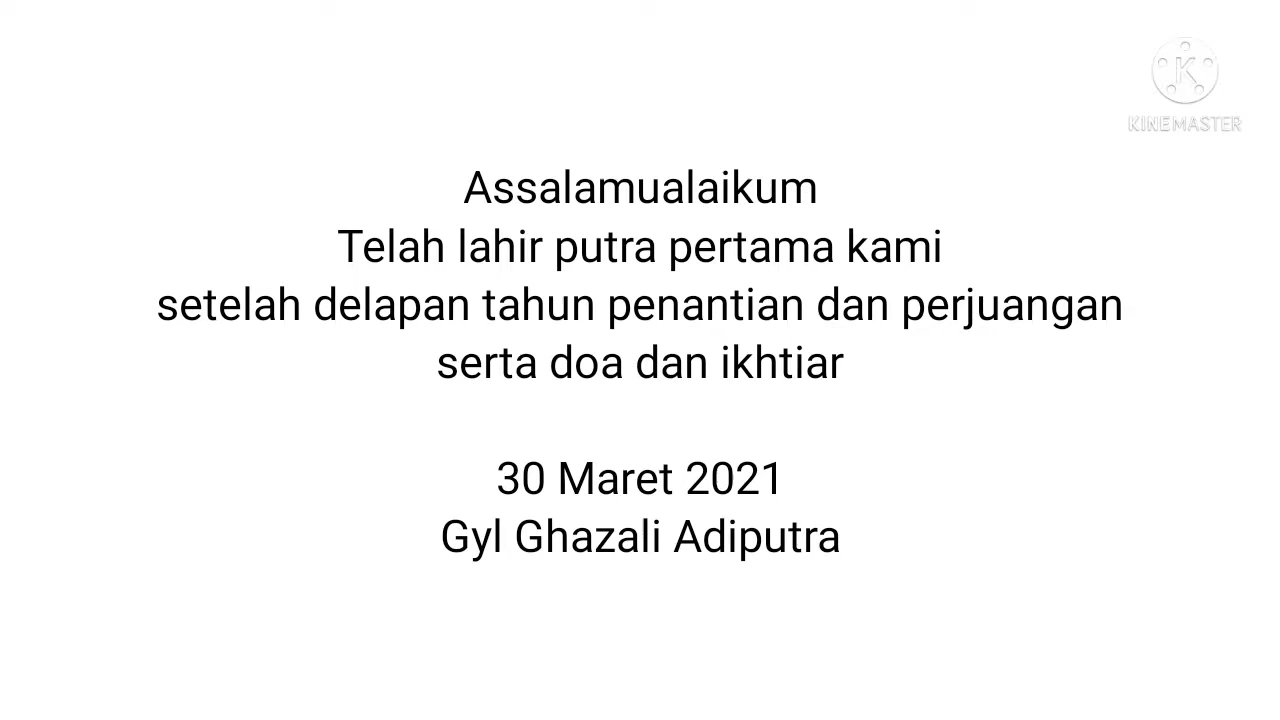 KINEMASTER
Assalamualaikum
Telah lahir putra pertama kami
setelah delapan tahun penantian dan perjuangan
serta doa dan ikhtiar
30 Maret 2021
Gyl Ghazali Adiputra